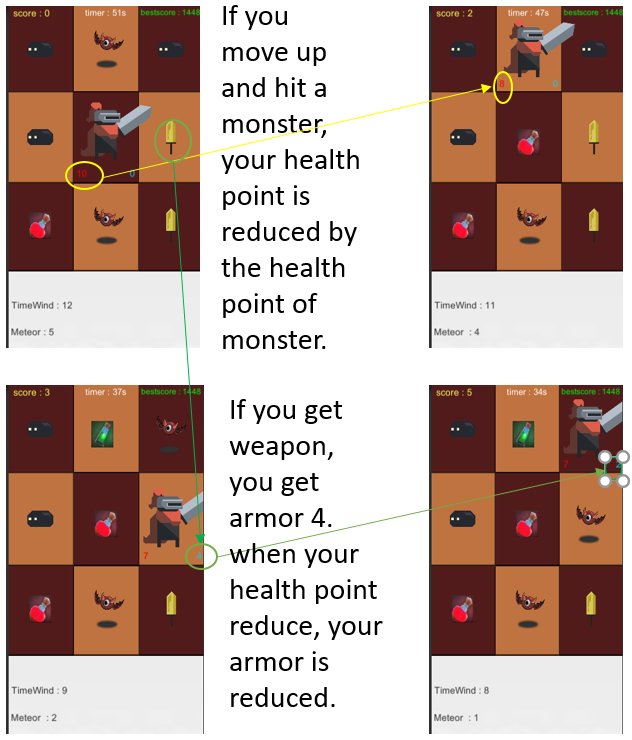 score : 0 timer : 51s bestscore : 1448
10 0
TimeWind : 12
Meteor : 5
If you
move up
and hit a
monster,
your health
point is
reduced by
the health
point of
monster.
score : 2 timer : 47s bestscore : 1448
8 0
TimeWind : 11
Meteor : 4
score : 3 timer : 37s bestscore : 1448
7 4
TimeWind : 9
Meteor : 2
If you get
weapon,
you get
armor 4.
when your
health point
reduce, your
armor is
reduced.
score : 5 timer : 34s bestscore : 1448
7 2
TimeWind : 8
Meteor : 1